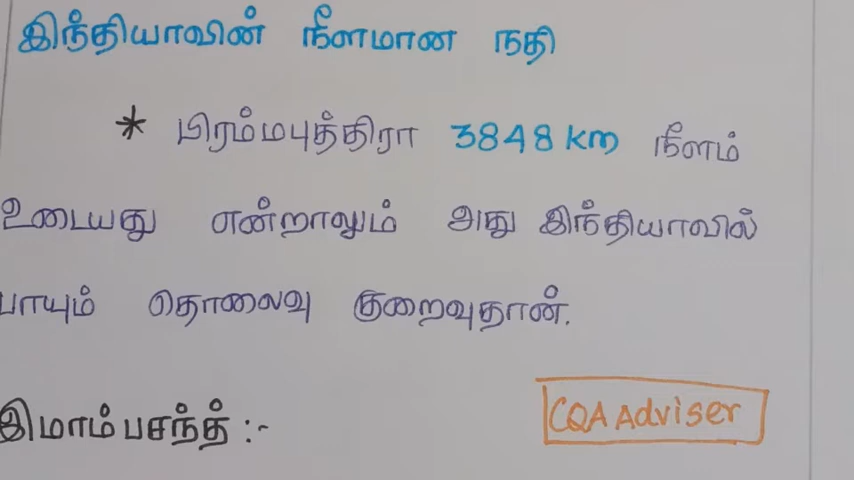 இந்தியாவின் நீளமான நதி
* பிரம்மபுத்திரா 3848 km நீளம்
உடையது என்றாலும் அது இந்தியாவில்
பாயும் தொலைவு குறைவுதான்.
இமாம்பசந்த் :-
CQA Adviser